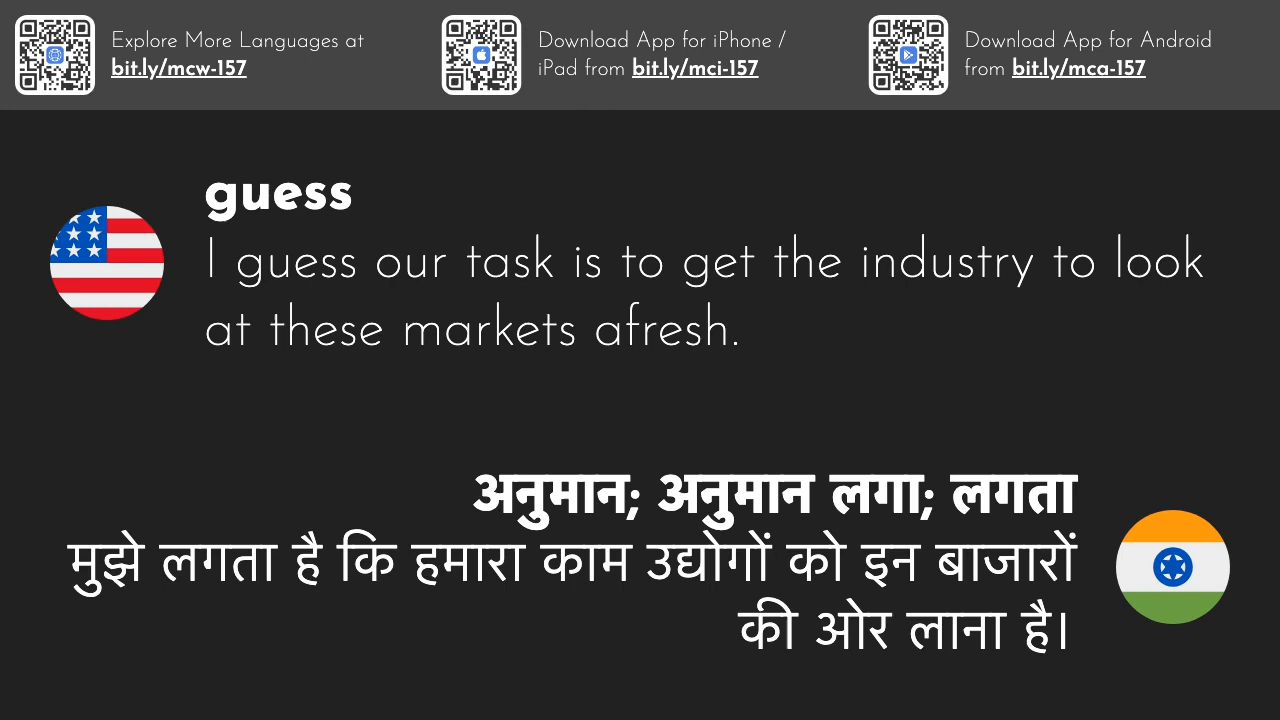 Explore More Languages at
bit.ly/mcw-157
Download App for iPhone /
iPad from bit.ly/mci-157
Download App for Android
from bit.ly/mca-157
guess
I guess our task is to get the industry to look
at these markets afresh.
अनुमान; अनुमान लगा; लगता
मुझे लगता है कि हमारा काम उद्योगों को इन बाजारों
की ओर लाना है।